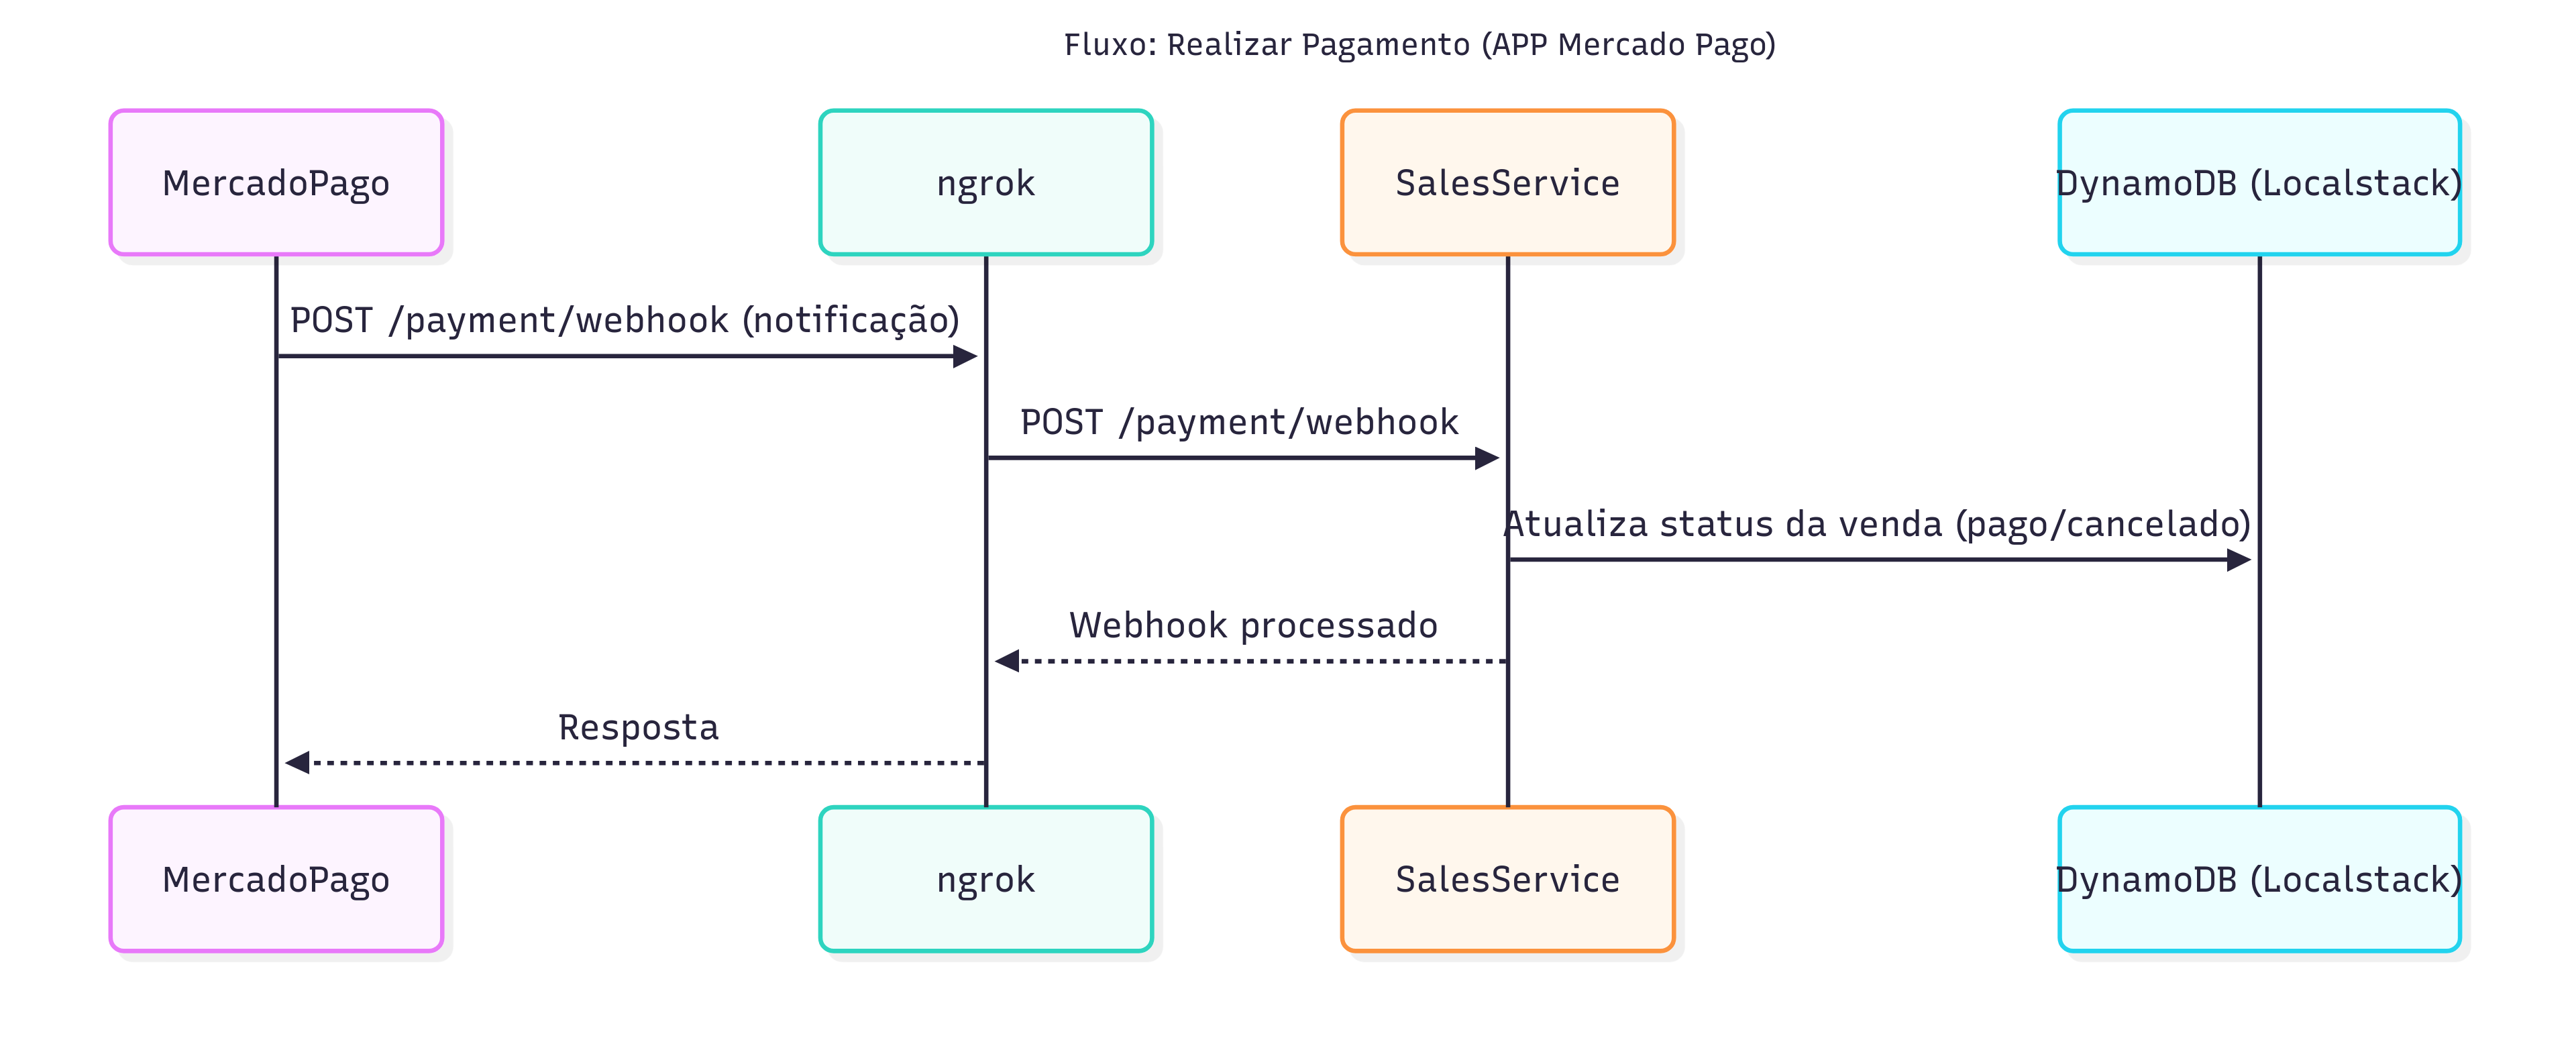 Fluxo: Realizar Pagamento (APP Mercado Pago)
MercadoPago
ngrok
SalesService
DynamoDB (Localstack)
POST /payment/webhook (notificação)
POST /payment/webhook
Atualiza status da venda (pago/cancelado)
Webhook processado
Resposta
MercadoPago
ngrok
SalesService
DynamoDB (Localstack)